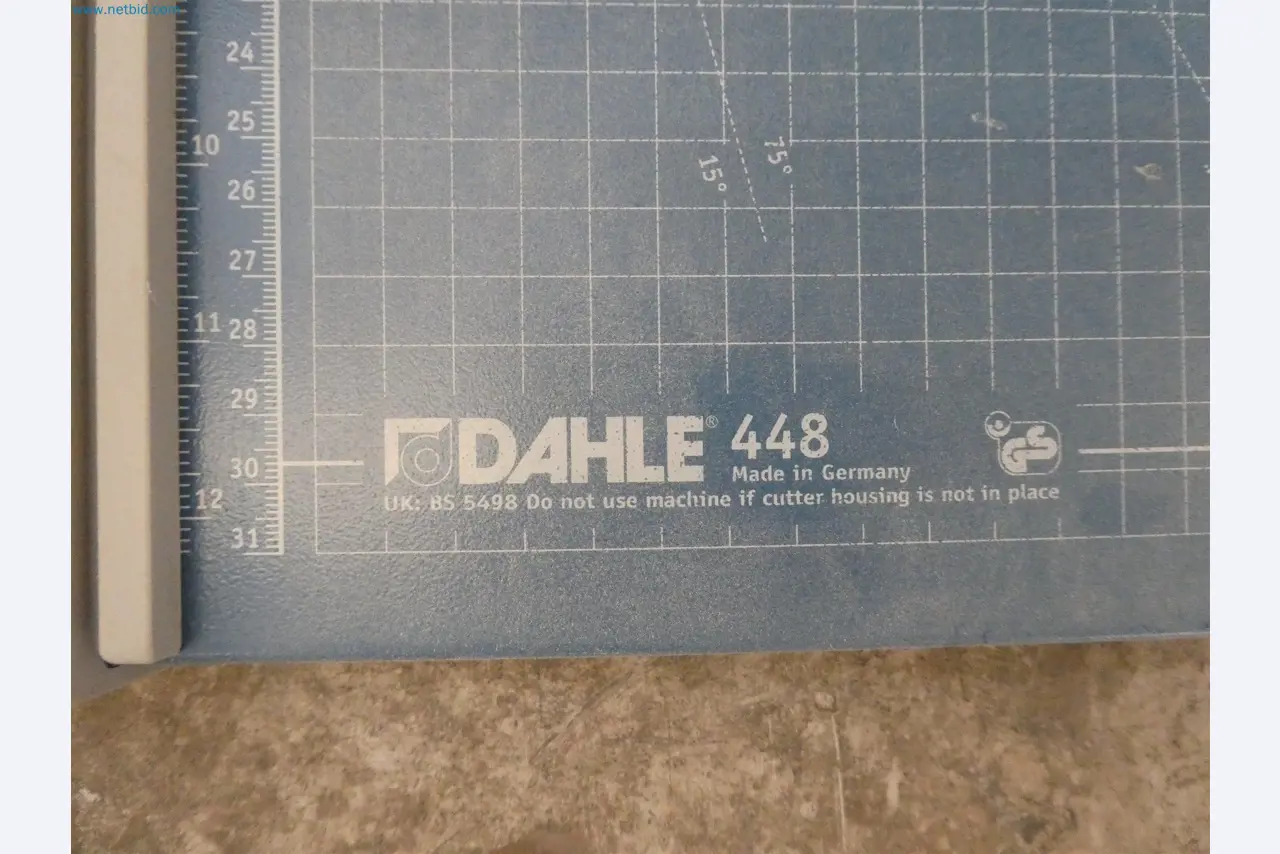 www.netbid.com
24
25
10
26
27
11 28
29
30
12
31
15°
75°
DAHLE® 448
Made in Germany
GS
UK: BS 5498 Do not use machine if cutter housing is not in place